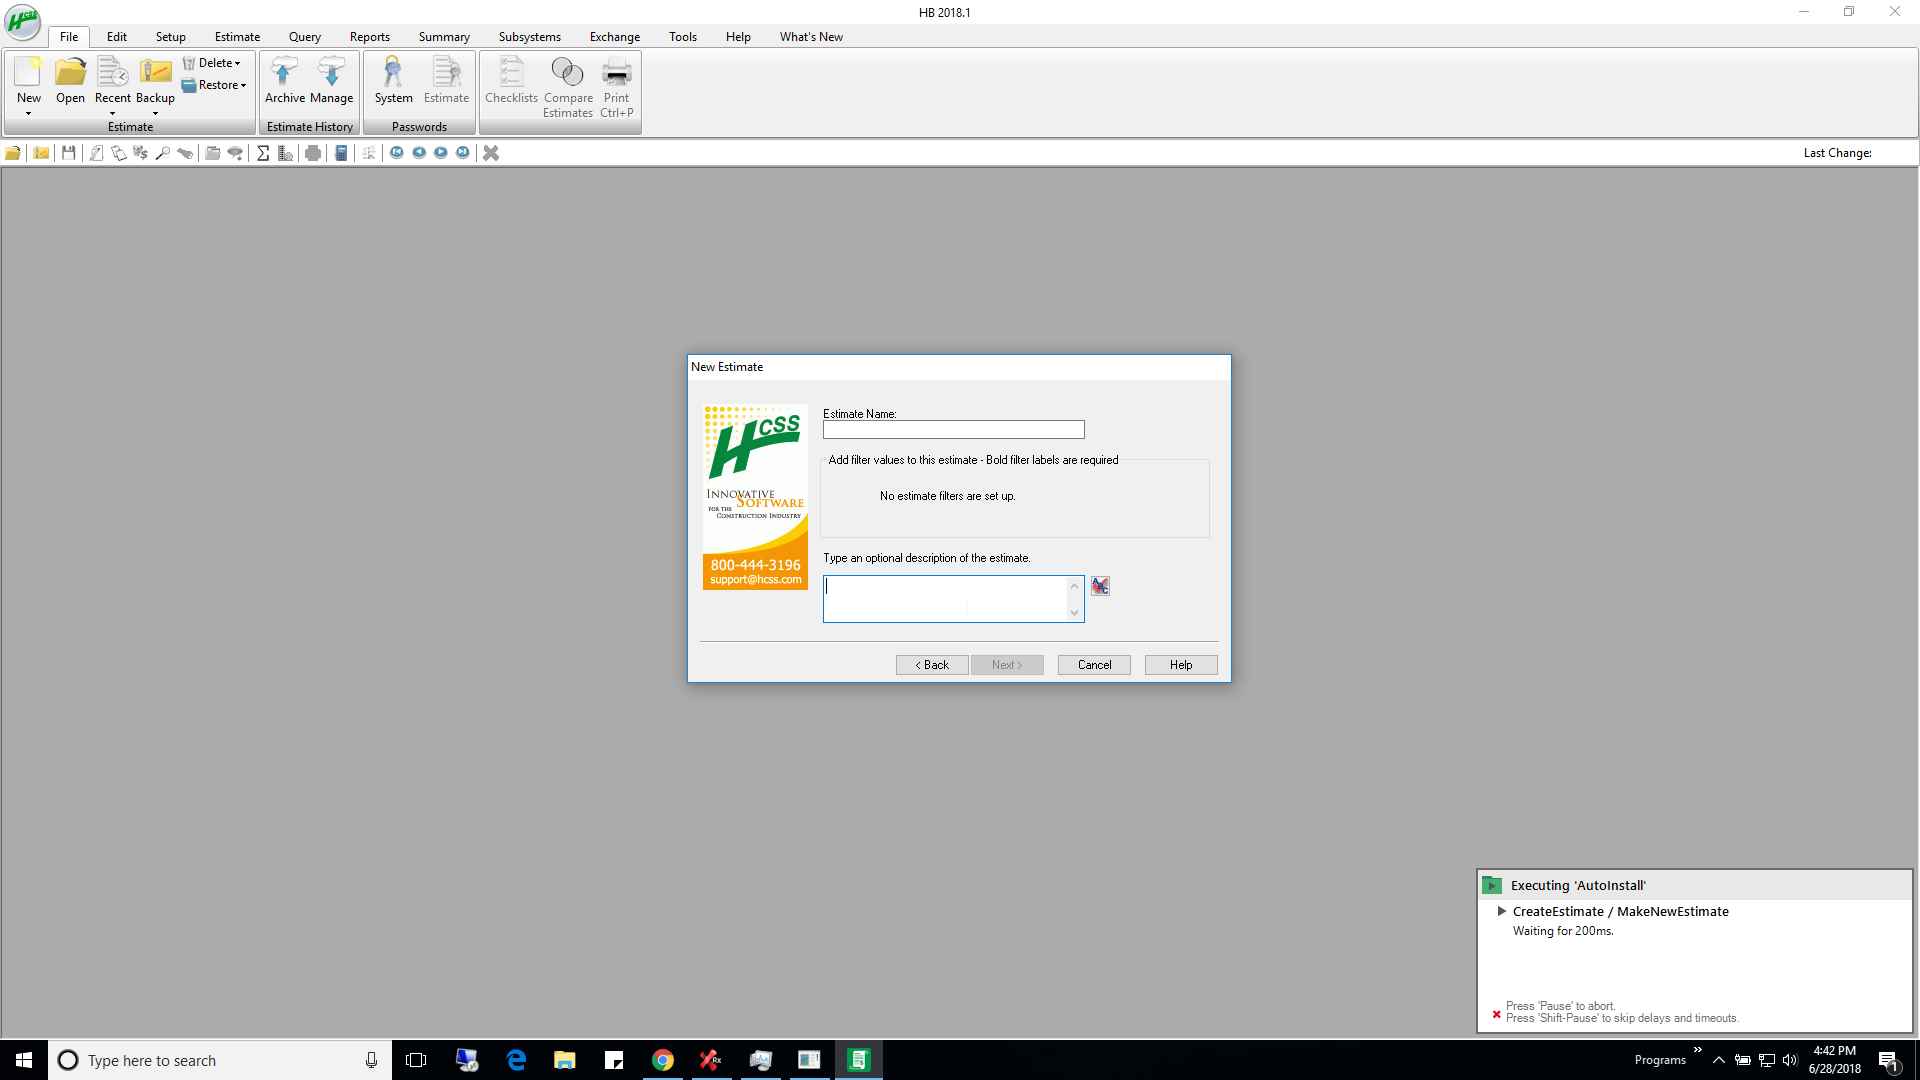 HCSS
HB 2018.1
File Edit Setup Estimate Query Reports Summary Subsystems Exchange Tools Help What's New
New Open Recent Backup Delete Restore
Archive Manage
System Estimate
Checklists Compare Estimates Print Ctrl+P
Estimate Estimate History Passwords
Last Change:
New Estimate
HCSS
INNOVATIVE
SOFTWARE
FOR THE
CONSTRUCTION INDUSTRY
800-444-3196
support@hcss.com
Estimate Name:
Add filter values to this estimate - Bold filter labels are required
No estimate filters are set up.
Type an optional description of the estimate.
< Back Next > Cancel Help
Executing 'AutoInstall'
CreateEstimate / MakeNewEstimate
Waiting for 200ms.
Press 'Pause' to abort.
Press 'Shift-Pause' to skip delays and timeouts.
Type here to search
Programs
4:42 PM
6/28/2018
1